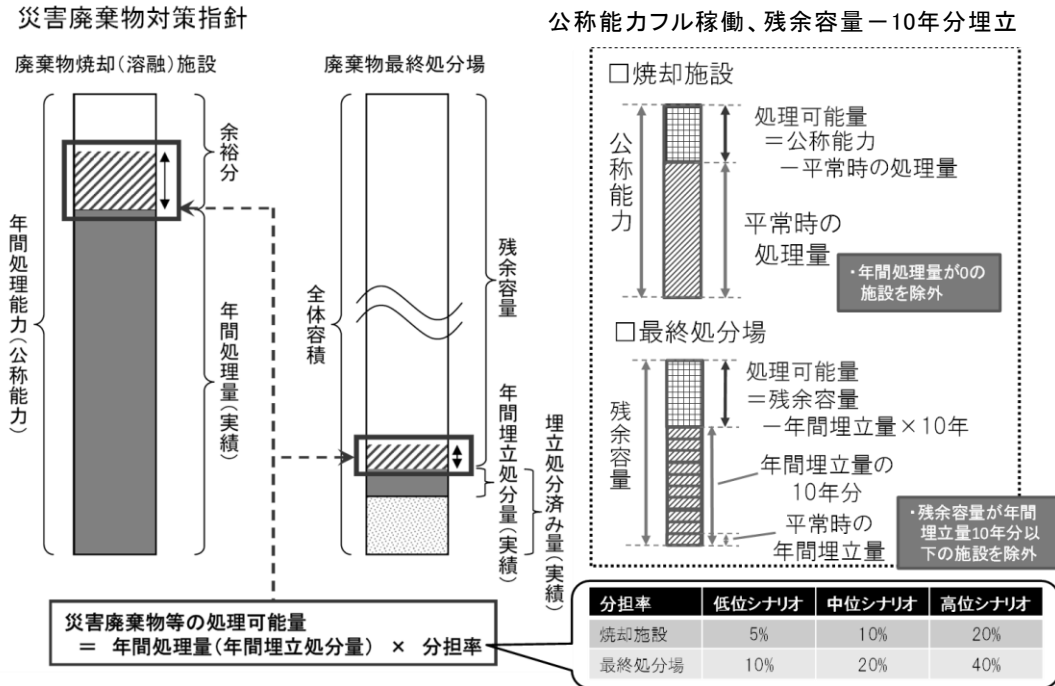 災害廃棄物対策指針
廃棄物焼却(溶融)施設
廃棄物最終処分場
年間処理能力(公称能力)
余裕分
年間処理量(実績)
全体容積
残余容量
年間埋立処分量(実績)
埋立処分済み量(実績)
災害廃棄物等の処理可能量
= 年間処理量(年間埋立処分量) × 分担率
公称能力フル稼働、残余容量－10年分埋立
□焼却施設
公称能力
処理可能量
＝公称能力
－平常時の処理量
平常時の
処理量
・年間処理量が0の
施設を除外
□最終処分場
残余容量
処理可能量
＝残余容量
－年間埋立量×10年
年間埋立量の
10年分
平常時の
年間埋立量
・残余容量が年間
埋立量10年分以
下の施設を除外
分担率 低位シナリオ 中位シナリオ 高位シナリオ
焼却施設 5% 10% 20%
最終処分場 10% 20% 40%